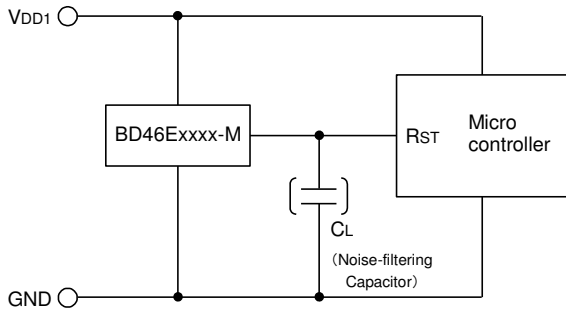 VDD1
BD46Exxxx-M
RST
Micro
controller
CL
（Noise-filtering
Capacitor）
GND